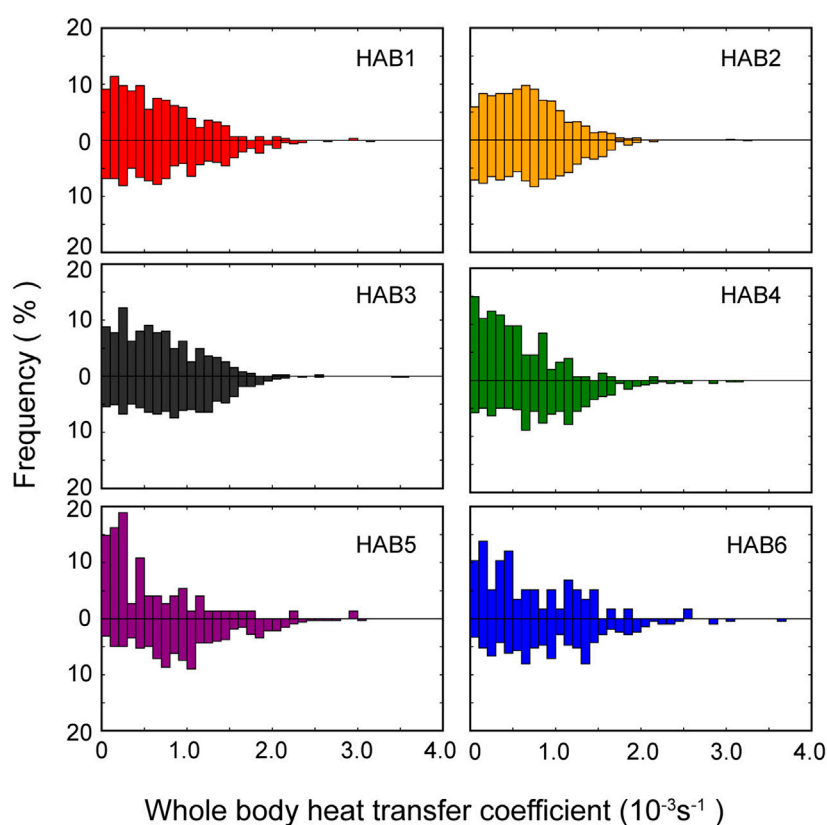 20
10
0
10
20
HAB1
HAB2
20
10
0
10
20
HAB3
HAB4
20
10
0
10
20
HAB5
HAB6
0 1.0 2.0 3.0 4.0
0 1.0 2.0 3.0 4.0
Frequency ( % )
Whole body heat transfer coefficient (10⁻³s⁻¹ )